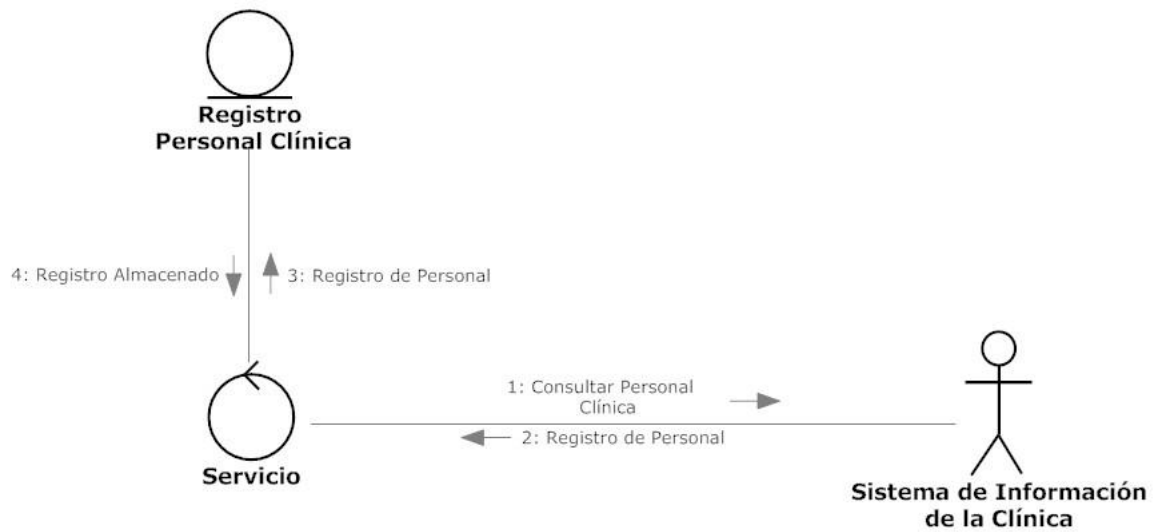 Registro
Personal Clínica
4: Registro Almacenado
3: Registro de Personal
1: Consultar Personal
Clínica
2: Registro de Personal
Servicio
Sistema de Información
de la Clínica